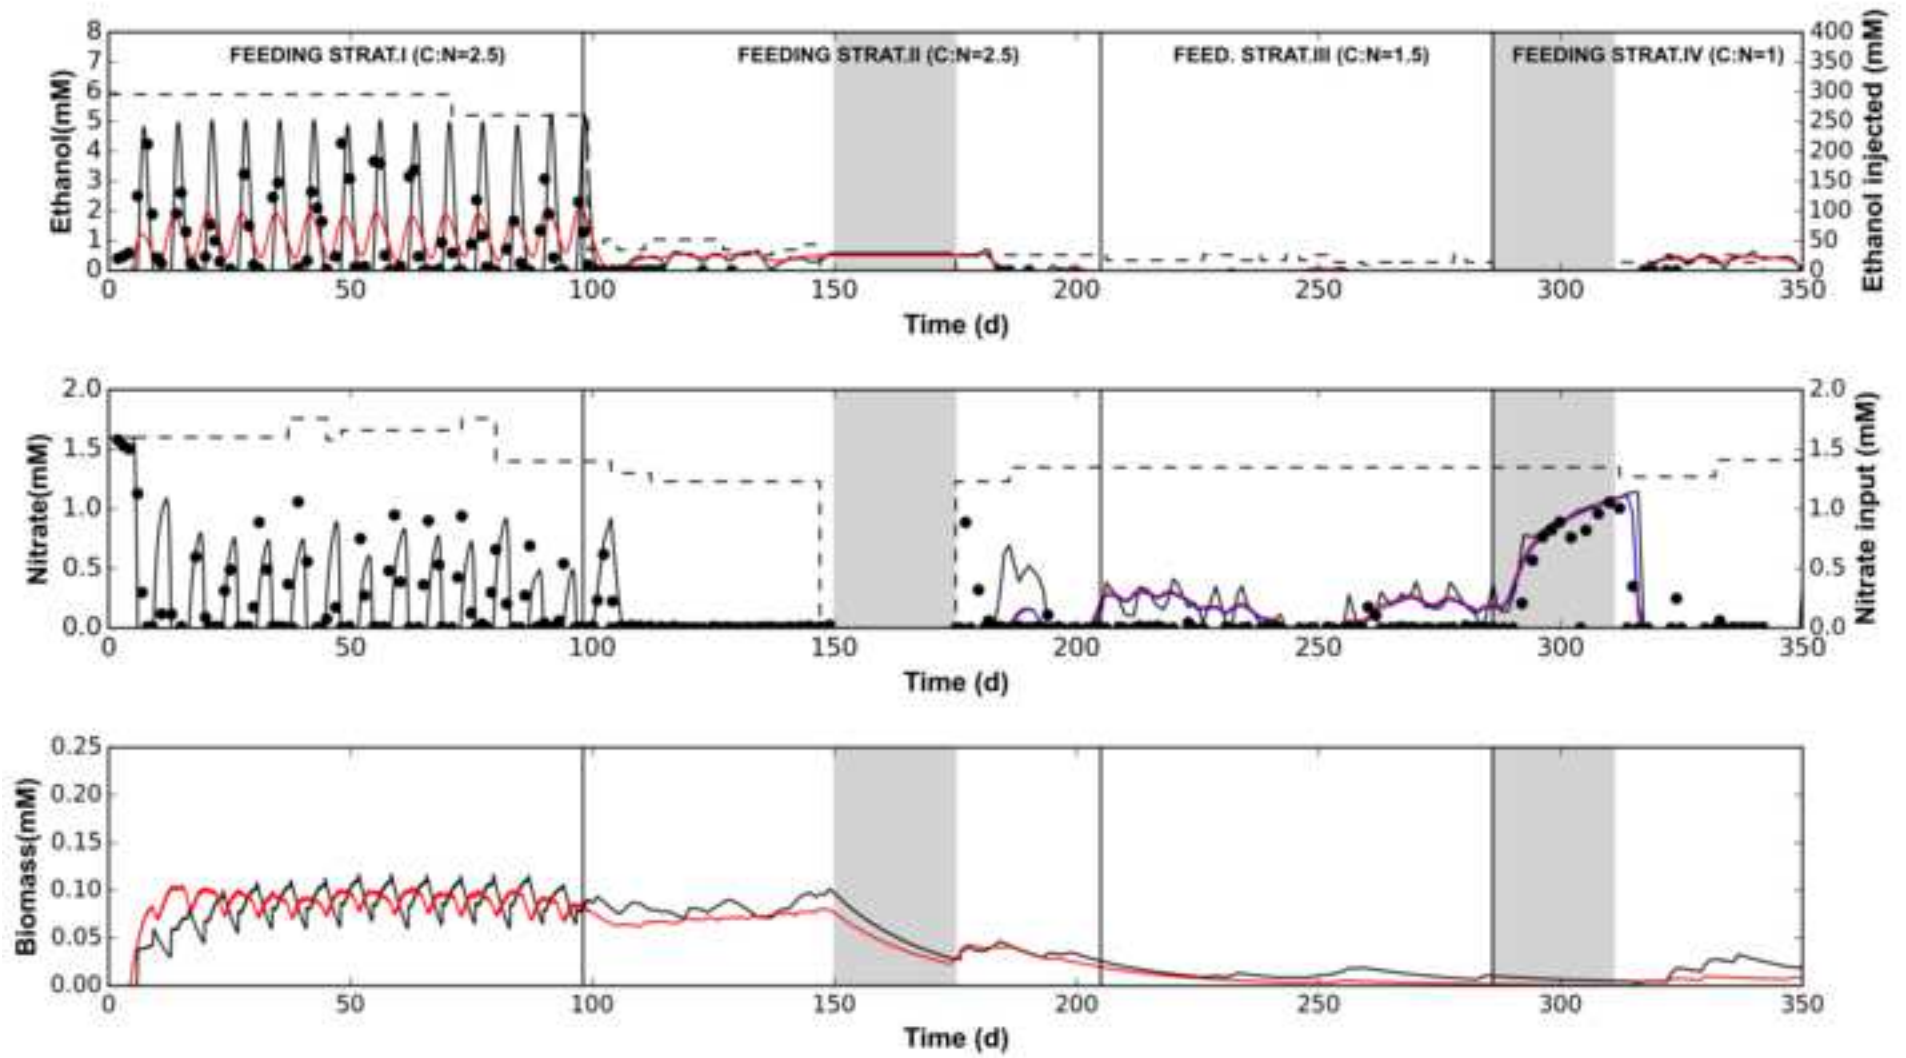 FEEDING STRAT.I (C:N=2.5) FEEDING STRAT.II (C:N=2.5) FEED. STRAT.III (C:N=1.5) FEEDING STRAT.IV (C:N=1)
Ethanol(mM)
8
7
6
5
4
3
2
1
0
400
350
300
250
200
150
100
50
0
Ethanol injected (mM)
0 50 100 150 200 250 300 350
Time (d)
Nitrate(mM)
2.0
1.5
1.0
0.5
0.0
2.0
1.5
1.0
0.5
0.0
Nitrate input (mM)
0 50 100 150 200 250 300 350
Time (d)
Biomass(mM)
0.25
0.20
0.15
0.10
0.05
0.00
0 50 100 150 200 250 300 350
Time (d)